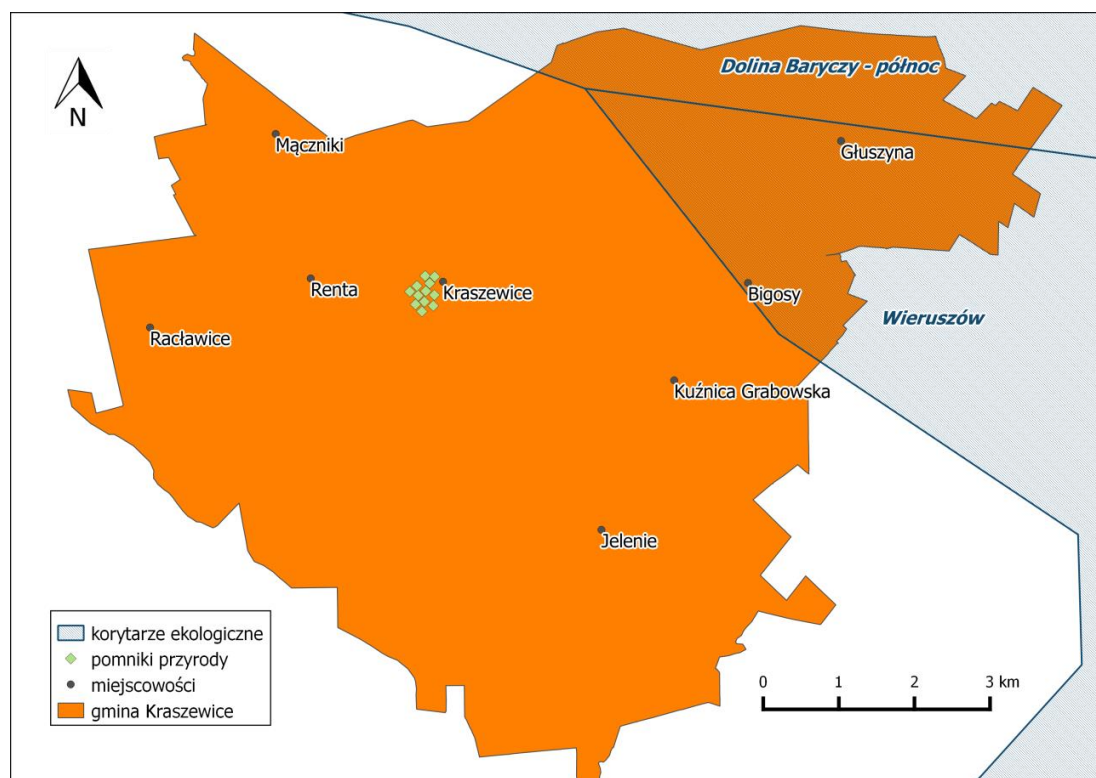 Dolina Baryczy - północ
N
Mączniki
Głuszyna
Renta
Kraszewice
Bigosy
Racławice
Wieruszów
Kuźnica Grabowska
Jelenie
korytarze ekologiczne
pomniki przyrody
miejscowości
gmina Kraszewice
0 1 2 3 km